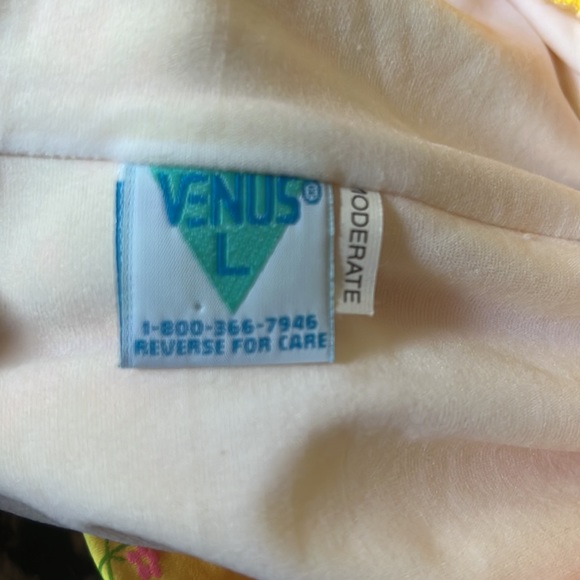 VENUS®
L
1-800-366-7946
REVERSE FOR CARE
MODERATE